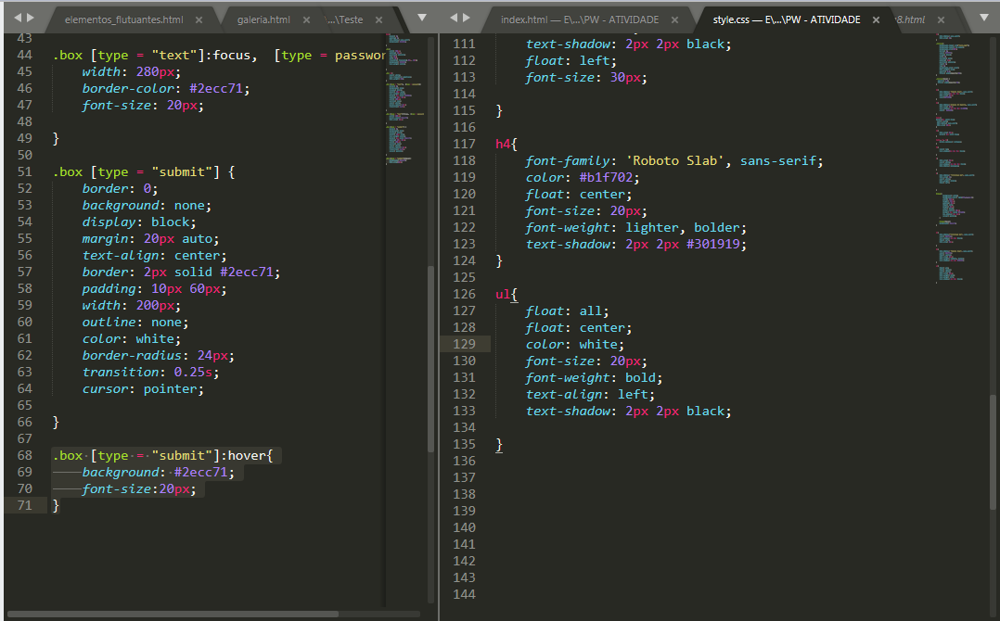 elementos_flutuantes.html × galeria.html × ...\Teste ×
43
44 .box [type = "text"]:focus, [type = passwor
45 width: 280px;
46 border-color: #2ecc71;
47 font-size: 20px;
48
49 }
50
51 .box [type = "submit"] {
52 border: 0;
53 background: none;
54 display: block;
55 margin: 20px auto;
56 text-align: center;
57 border: 2px solid #2ecc71;
58 padding: 10px 60px;
59 width: 200px;
60 outline: none;
61 color: white;
62 border-radius: 24px;
63 transition: 0.25s;
64 cursor: pointer;
65
66 }
67
68 .box [type = "submit"]:hover{
69 background: #2ecc71;
70 font-size:20px;
71 }
index.html — E\...\PW - ATIVIDADE × style.css — E\...\PW - ATIVIDADE × 8.html ×
111 text-shadow: 2px 2px black;
112 float: left;
113 font-size: 30px;
114
115 }
116
117 h4{
118 font-family: 'Roboto Slab', sans-serif;
119 color: #b1f702;
120 float: center;
121 font-size: 20px;
122 font-weight: lighter, bolder;
123 text-shadow: 2px 2px #301919;
124 }
125
126 ul{
127 float: all;
128 float: center;
129 color: white;
130 font-size: 20px;
131 font-weight: bold;
132 text-align: left;
133 text-shadow: 2px 2px black;
134
135 }
136
137
138
139
140
141
142
143
144